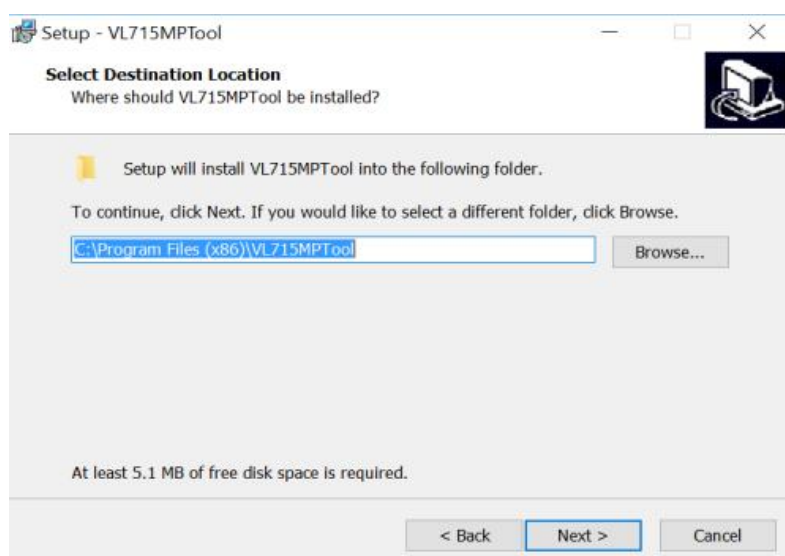 Setup - VL715MPTool
Select Destination Location
Where should VL715MPTool be installed?
Setup will install VL715MPTool into the following folder.
To continue, click Next. If you would like to select a different folder, click Browse.
C:\Program Files (x86)\VL715MPTool
Browse...
At least 5.1 MB of free disk space is required.
< Back Next > Cancel